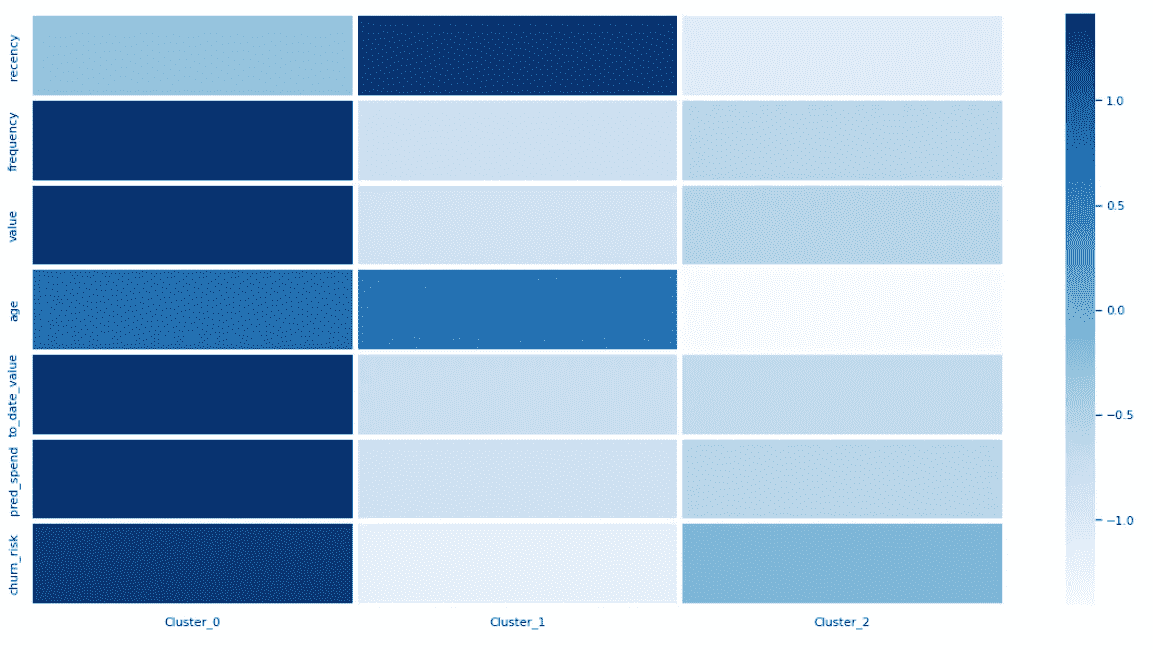 recency
frequency
value
age
to_date_value
pred_spend
churn_risk
Cluster_0
Cluster_1
Cluster_2
1.0
0.5
0.0
−0.5
−1.0